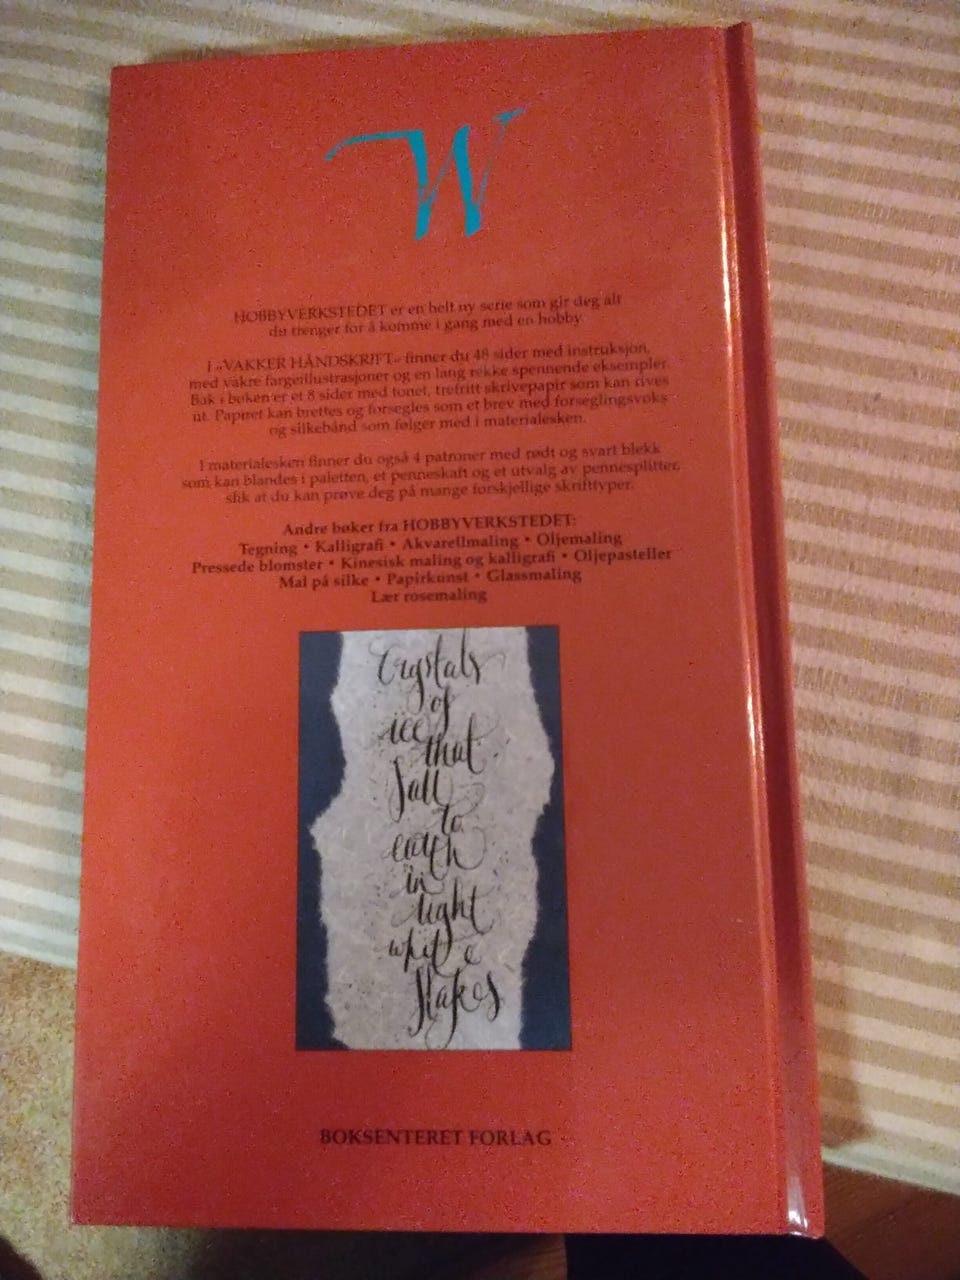 W
HOBBYVERKSTEDET er en helt ny serie som gir deg alt
du trenger for å komme i gang med en hobby.
I «VAKKER HÅNDSKRIFT» finner du 48 sider med instruksjon,
med vakre fargeillustrasjoner og en lang rekke spennende eksempler.
Bak i boken er et 8 sider med tonet, trefritt skrivepapir som kan rives
ut. Papiret kan brettes og forsegles som et brev med forseglingsvoks
og silkebånd som følger med i materialesken.
I materialesken finner du også 4 patroner med rødt og svart blekk
som kan blandes i paletten, et penneskaft og et utvalg av pennesplitter,
slik at du kan prøve deg på mange forskjellige skrifttyper.
Andre bøker fra HOBBYVERKSTEDET:
Tegning • Kalligrafi • Akvarellmaling • Oljemaling
Pressede blomster • Kinesisk maling og kalligrafi • Oljepasteller
Mal på silke • Papirkunst • Glassmaling
Lær rosemaling
Crystals
of
ice
that
fall
to
earth
in
light
white
flakes
BOKSENTERET FORLAG